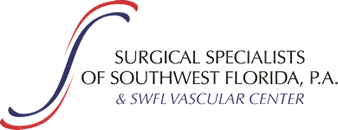 SURGICAL SPECIALISTS
OF SOUTHWEST FLORIDA, P.A.
& SWFL VASCULAR CENTER